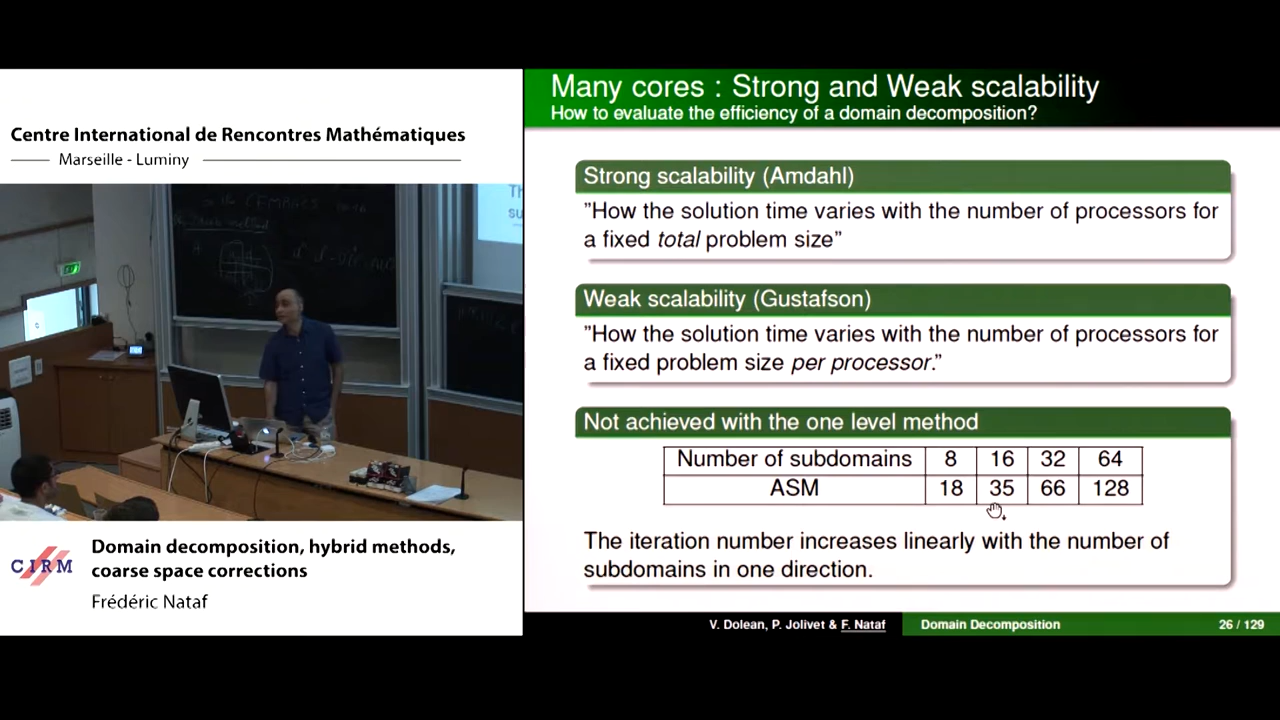 Centre International de Rencontres Mathématiques
Marseille - Luminy
CIRM
Domain decomposition, hybrid methods,
coarse space corrections
Frédéric Nataf
Many cores : Strong and Weak scalability
How to evaluate the efficiency of a domain decomposition?
Strong scalability (Amdahl)
”How the solution time varies with the number of processors for
a fixed total problem size”
Weak scalability (Gustafson)
”How the solution time varies with the number of processors for
a fixed problem size per processor.”
Not achieved with the one level method
Number of subdomains 8 16 32 64
ASM 18 35 66 128
The iteration number increases linearly with the number of
subdomains in one direction.
V. Dolean, P. Jolivet & F. Nataf Domain Decomposition 26 / 129